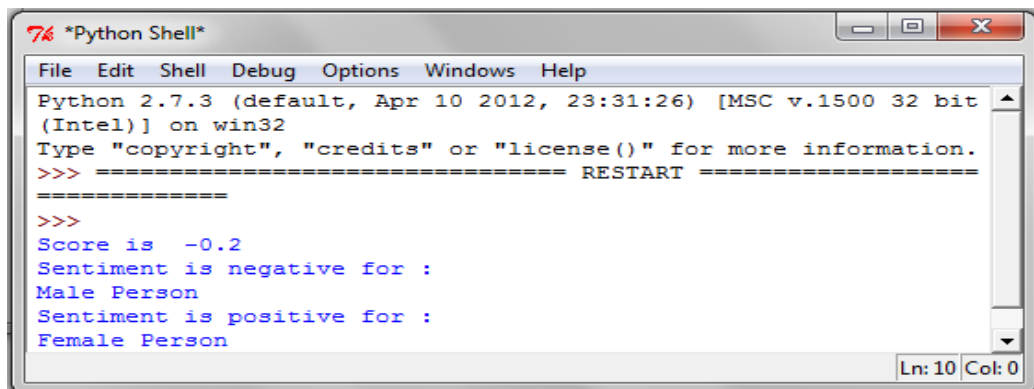 *Python Shell*
File Edit Shell Debug Options Windows Help
Python 2.7.3 (default, Apr 10 2012, 23:31:26) [MSC v.1500 32 bit
(Intel)] on win32
Type "copyright", "credits" or "license()" for more information.
>>> ================================ RESTART ===================
=============
>>>
Score is  -0.2
Sentiment is negative for :
Male Person
Sentiment is positive for :
Female Person
Ln: 10 Col: 0